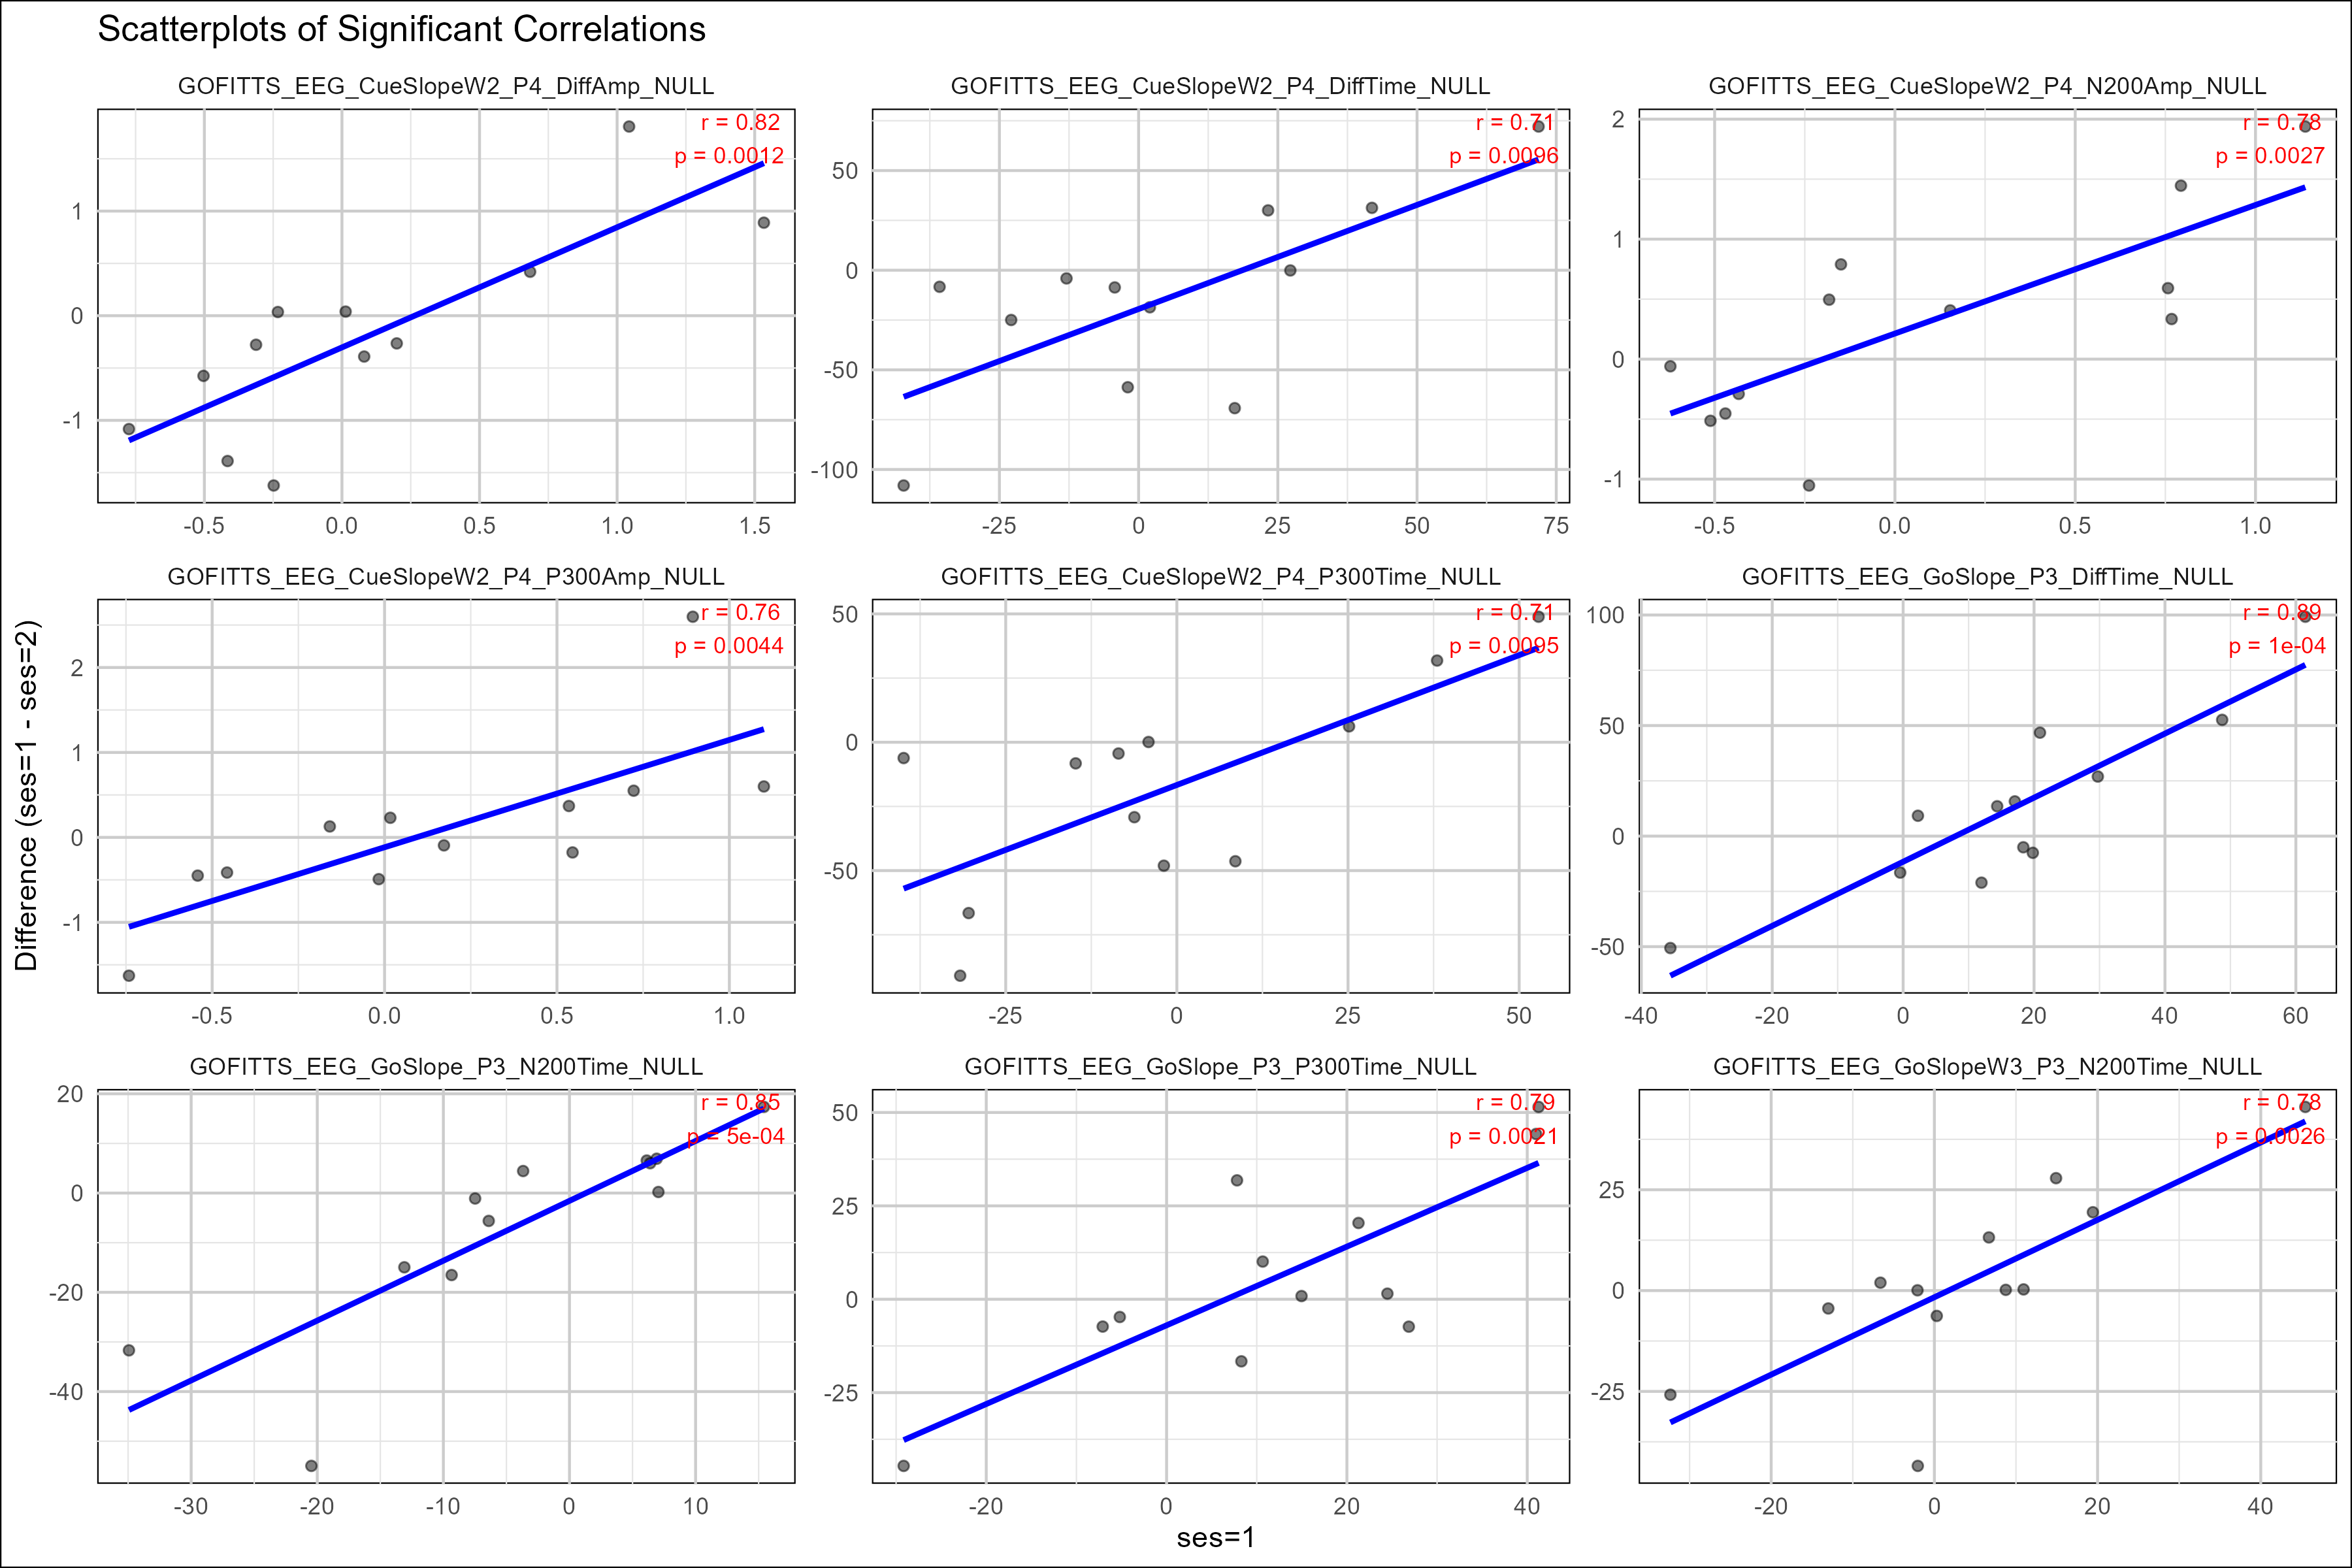 Scatterplots of Significant Correlations
GOFITTS_EEG_CueSlopeW2_P4_DiffAmp_NULL
r = 0.82
p = 0.0012
1
0
-1
-0.5 0.0 0.5 1.0 1.5
GOFITTS_EEG_CueSlopeW2_P4_DiffTime_NULL
r = 0.71
p = 0.0096
50
0
-50
-100
-25 0 25 50 75
GOFITTS_EEG_CueSlopeW2_P4_N200Amp_NULL
r = 0.78
p = 0.0027
2
1
0
-1
-0.5 0.0 0.5 1.0
Difference (ses=1 - ses=2)
GOFITTS_EEG_CueSlopeW2_P4_P300Amp_NULL
r = 0.76
p = 0.0044
2
1
0
-1
-0.5 0.0 0.5 1.0
GOFITTS_EEG_CueSlopeW2_P4_P300Time_NULL
r = 0.71
p = 0.0095
50
0
-50
-25 0 25 50
GOFITTS_EEG_GoSlope_P3_DiffTime_NULL
r = 0.89
p = 1e-04
100
50
0
-50
-40 -20 0 20 40 60
GOFITTS_EEG_GoSlope_P3_N200Time_NULL
r = 0.85
p = 5e-04
20
0
-20
-40
-30 -20 -10 0 10
GOFITTS_EEG_GoSlope_P3_P300Time_NULL
r = 0.79
p = 0.0021
50
25
0
-25
-20 0 20 40
GOFITTS_EEG_GoSlopeW3_P3_N200Time_NULL
r = 0.78
p = 0.0026
25
0
-25
-20 0 20 40
ses=1